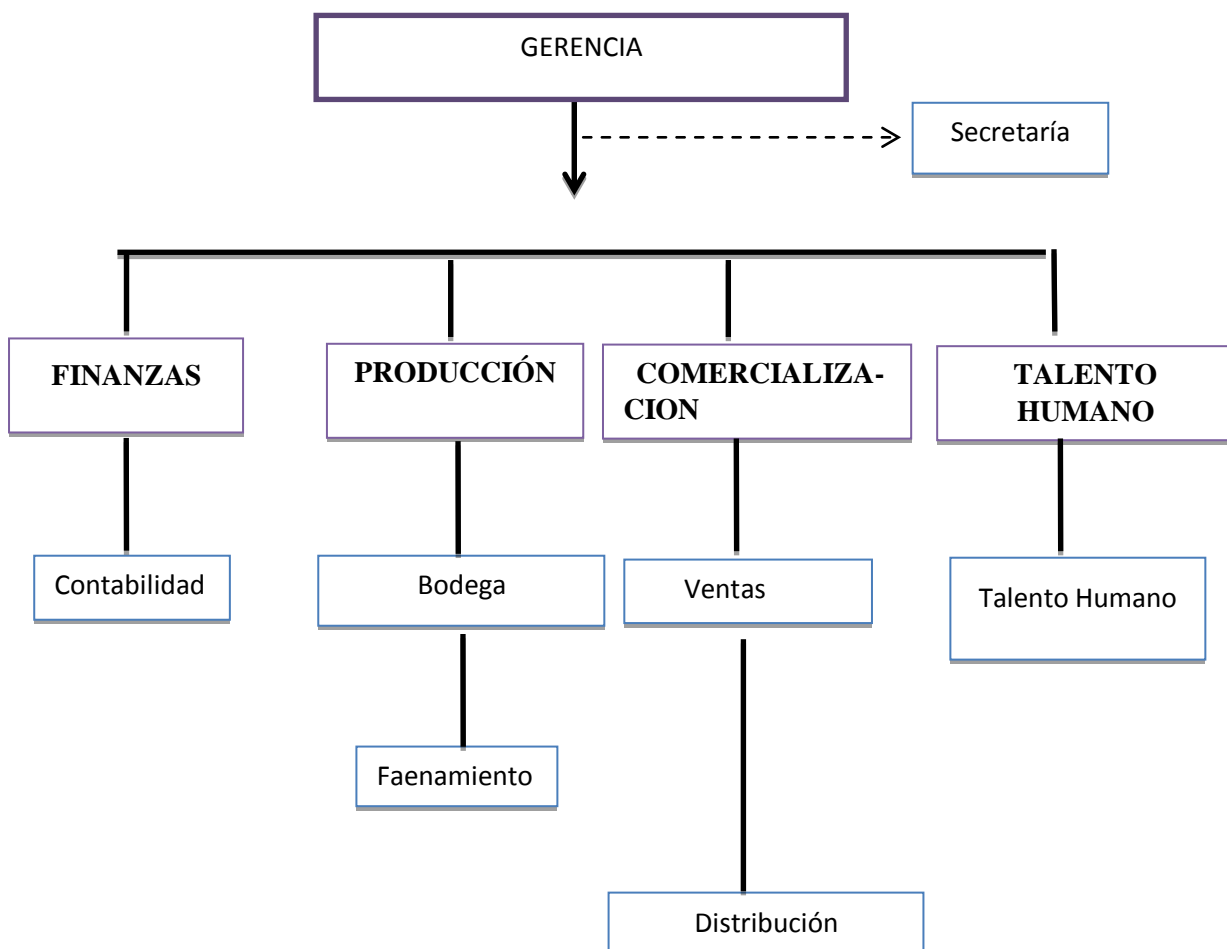 GERENCIA
Secretaría
FINANZAS
PRODUCCIÓN
COMERCIALIZA-
CION
TALENTO
HUMANO
Contabilidad
Bodega
Ventas
Talento Humano
Faenamiento
Distribución